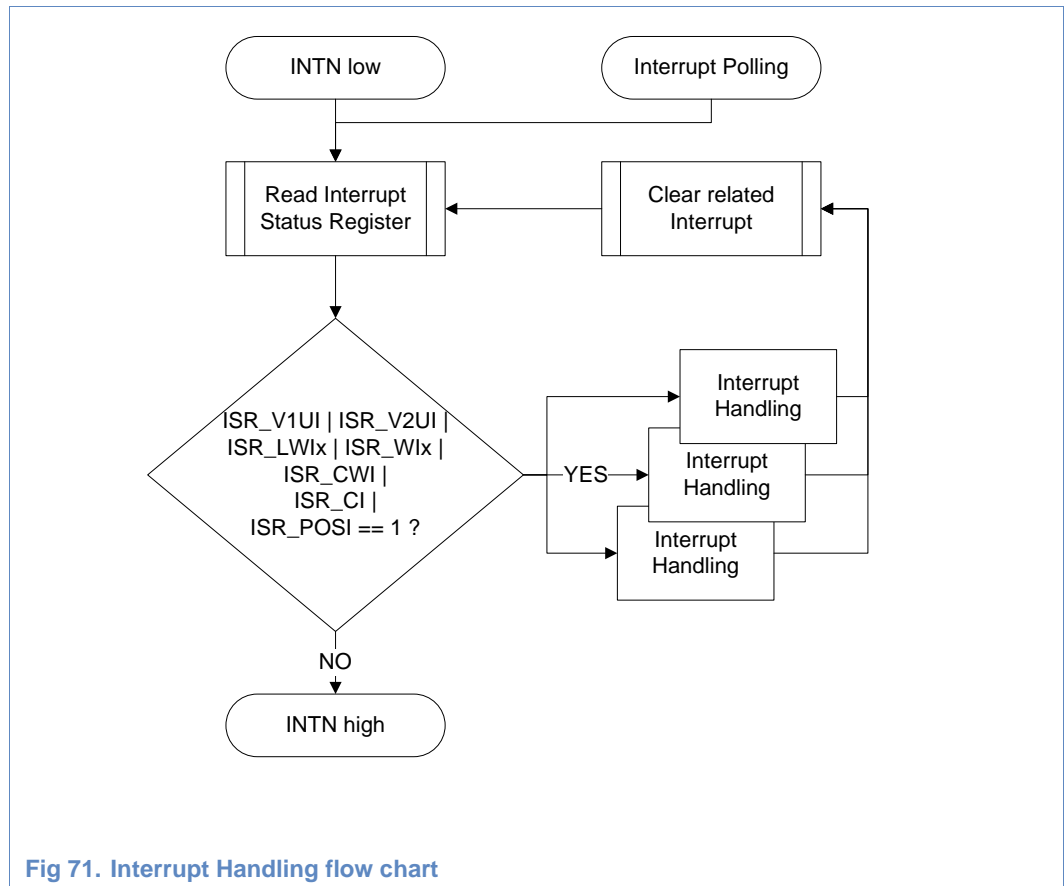 INTN low
Interrupt Polling
Read Interrupt
Status Register
Clear related
Interrupt
ISR_V1UI | ISR_V2UI |
ISR_LWIx | ISR_WIx |
ISR_CWI |
ISR_CI |
ISR_POSI == 1 ?
YES
Interrupt
Handling
Interrupt
Handling
Interrupt
Handling
NO
INTN high
Fig 71. Interrupt Handling flow chart